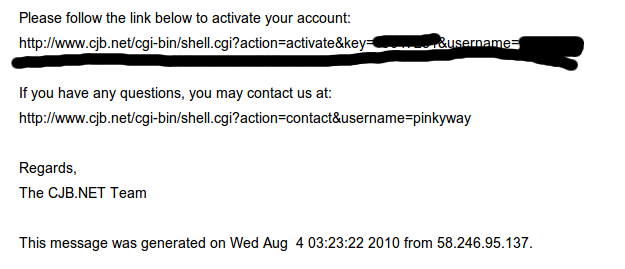 Please follow the link below to activate your account:
http://www.cjb.net/cgi-bin/shell.cgi?action=activate&key= &username=
If you have any questions, you may contact us at:
http://www.cjb.net/cgi-bin/shell.cgi?action=contact&username=pinkyway
Regards,
The CJB.NET Team
This message was generated on Wed Aug  4 03:23:22 2010 from 58.246.95.137.